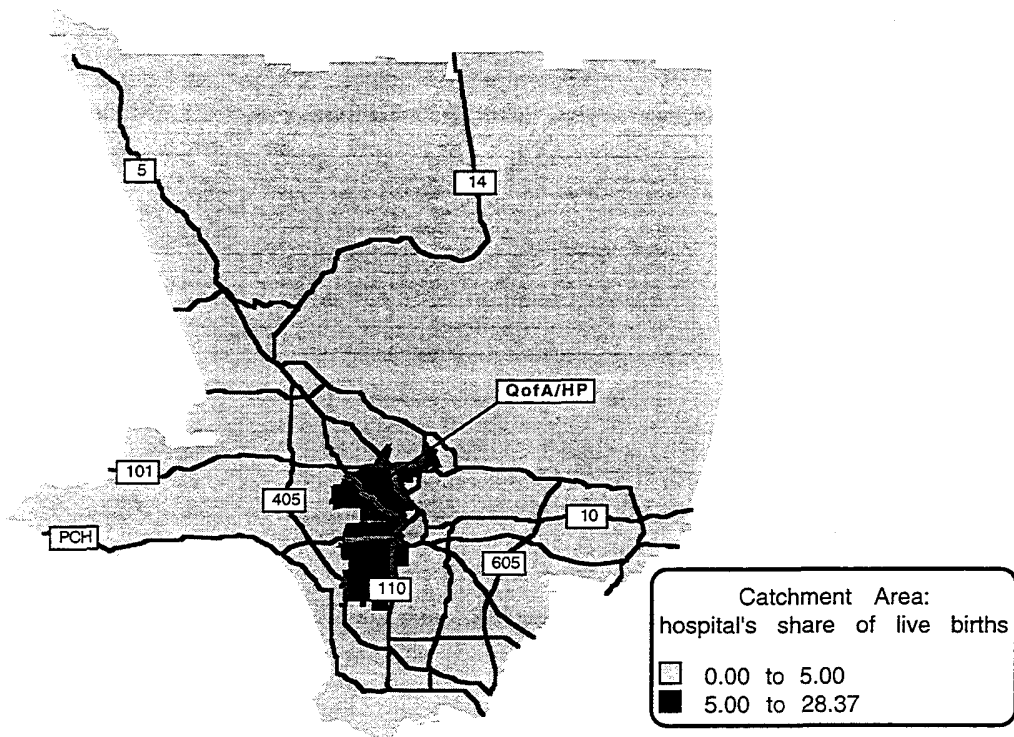 5
14
QofA/HP
101
405
10
PCH
605
110
Catchment Area:
hospital's share of live births
0.00 to 5.00
5.00 to 28.37